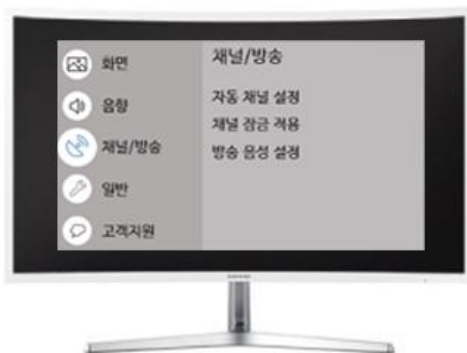 화면
음향
채널/방송
일반
고객지원
채널/방송
자동 채널 설정
채널 잠금 적용
방송 음성 설정
SAMSUNG